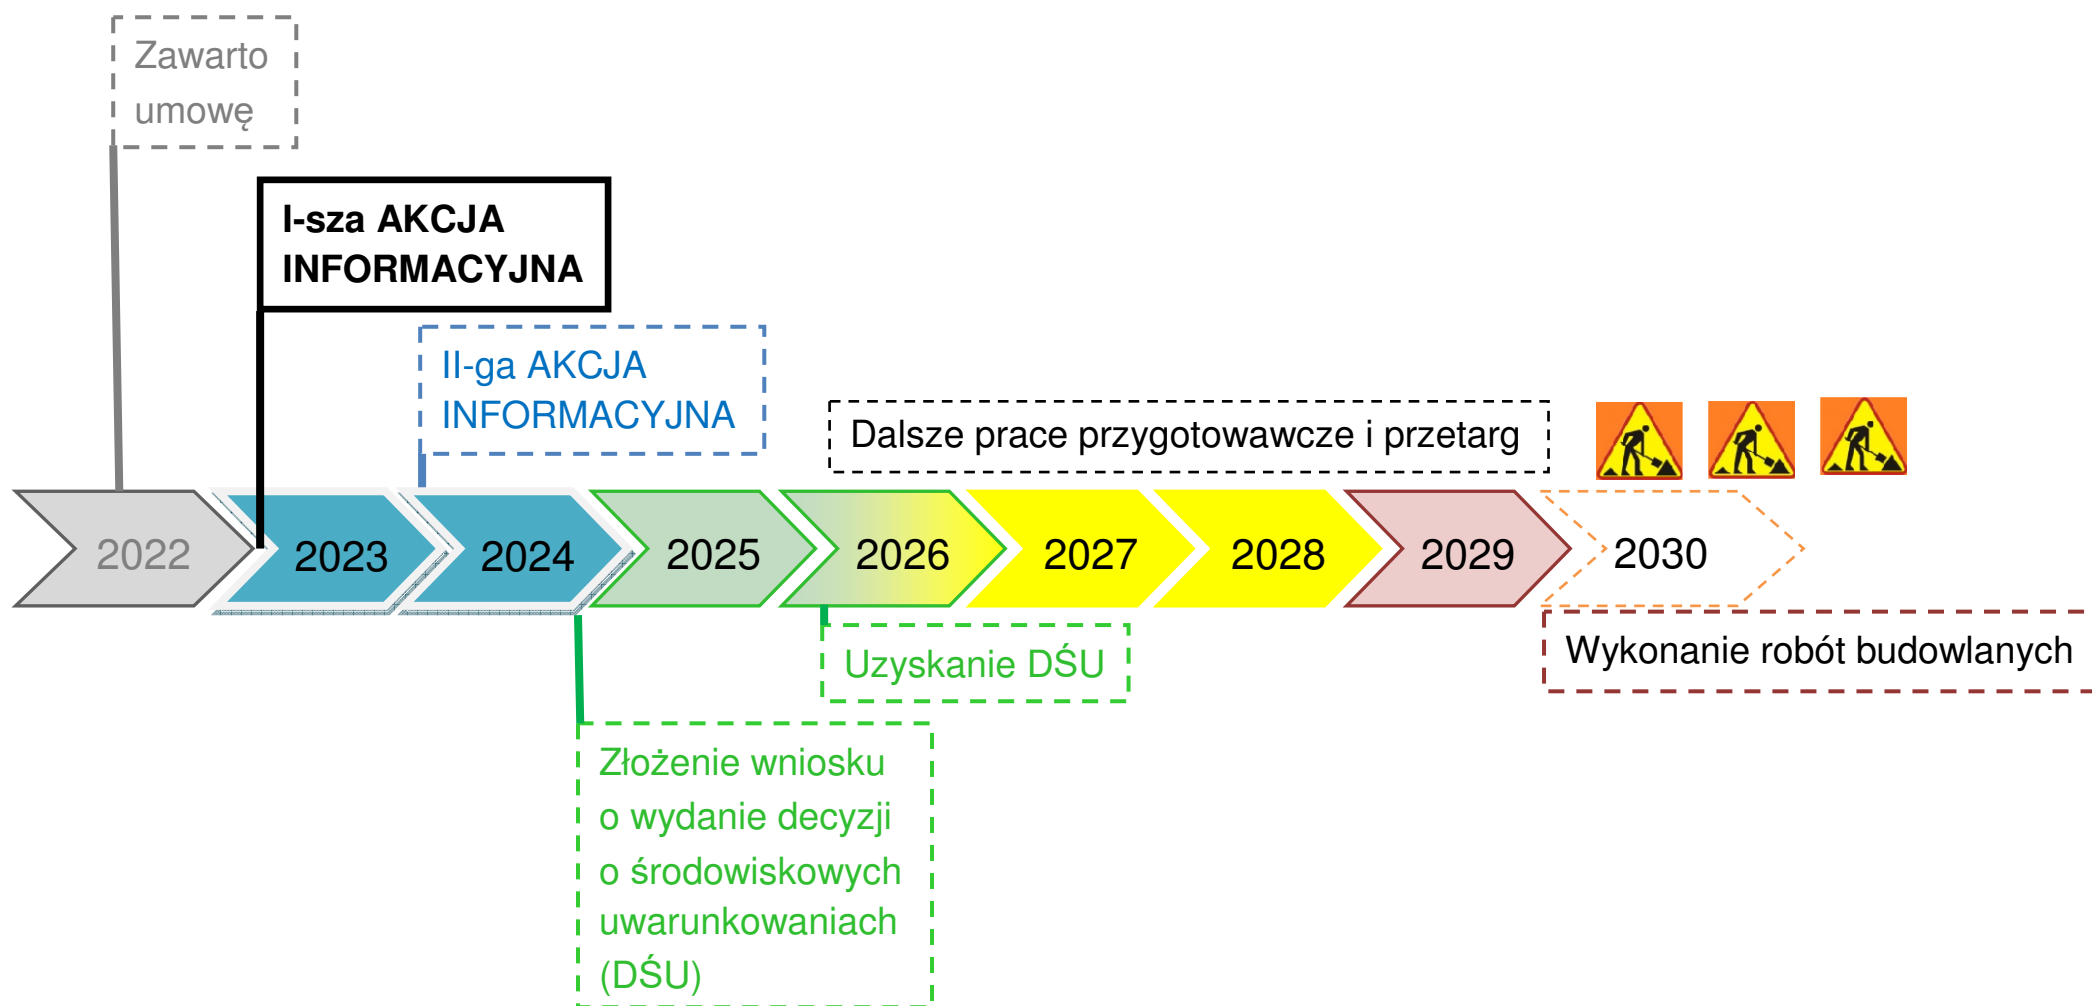 Zawarto
umowę
I-sza AKCJA
INFORMACYJNA
II-ga AKCJA
INFORMACYJNA
Dalsze prace przygotowawcze i przetarg
2022
2023
2024
2025
2026
2027
2028
2029
2030
Wykonanie robót budowlanych
Uzyskanie DŚU
Złożenie wniosku
o wydanie decyzji
o środowiskowych
uwarunkowaniach
(DŚU)